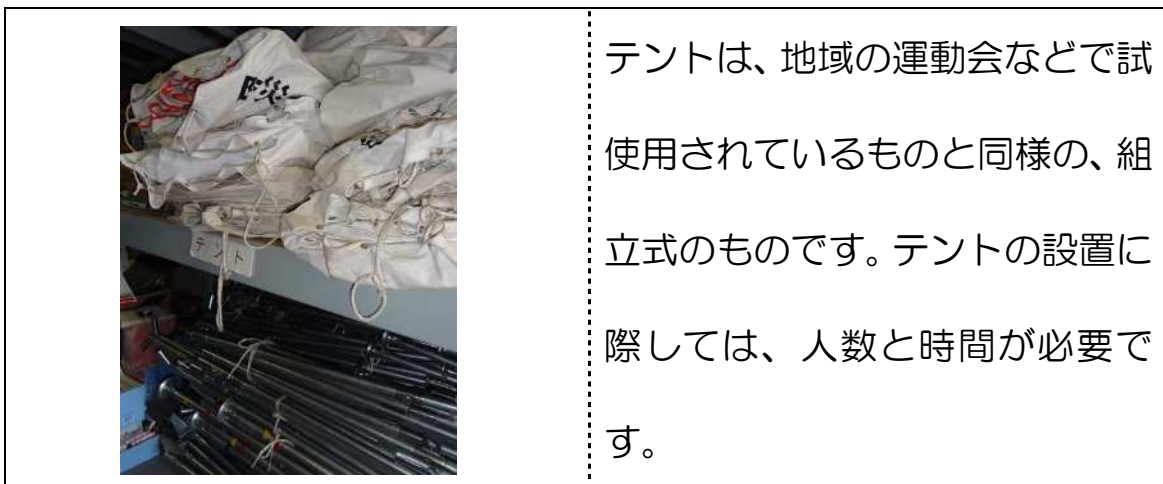 防災
テント
テントは、地域の運動会などで試
使用されているものと同様の、組
立式のものです。テントの設置に
際しては、人数と時間が必要で
す。